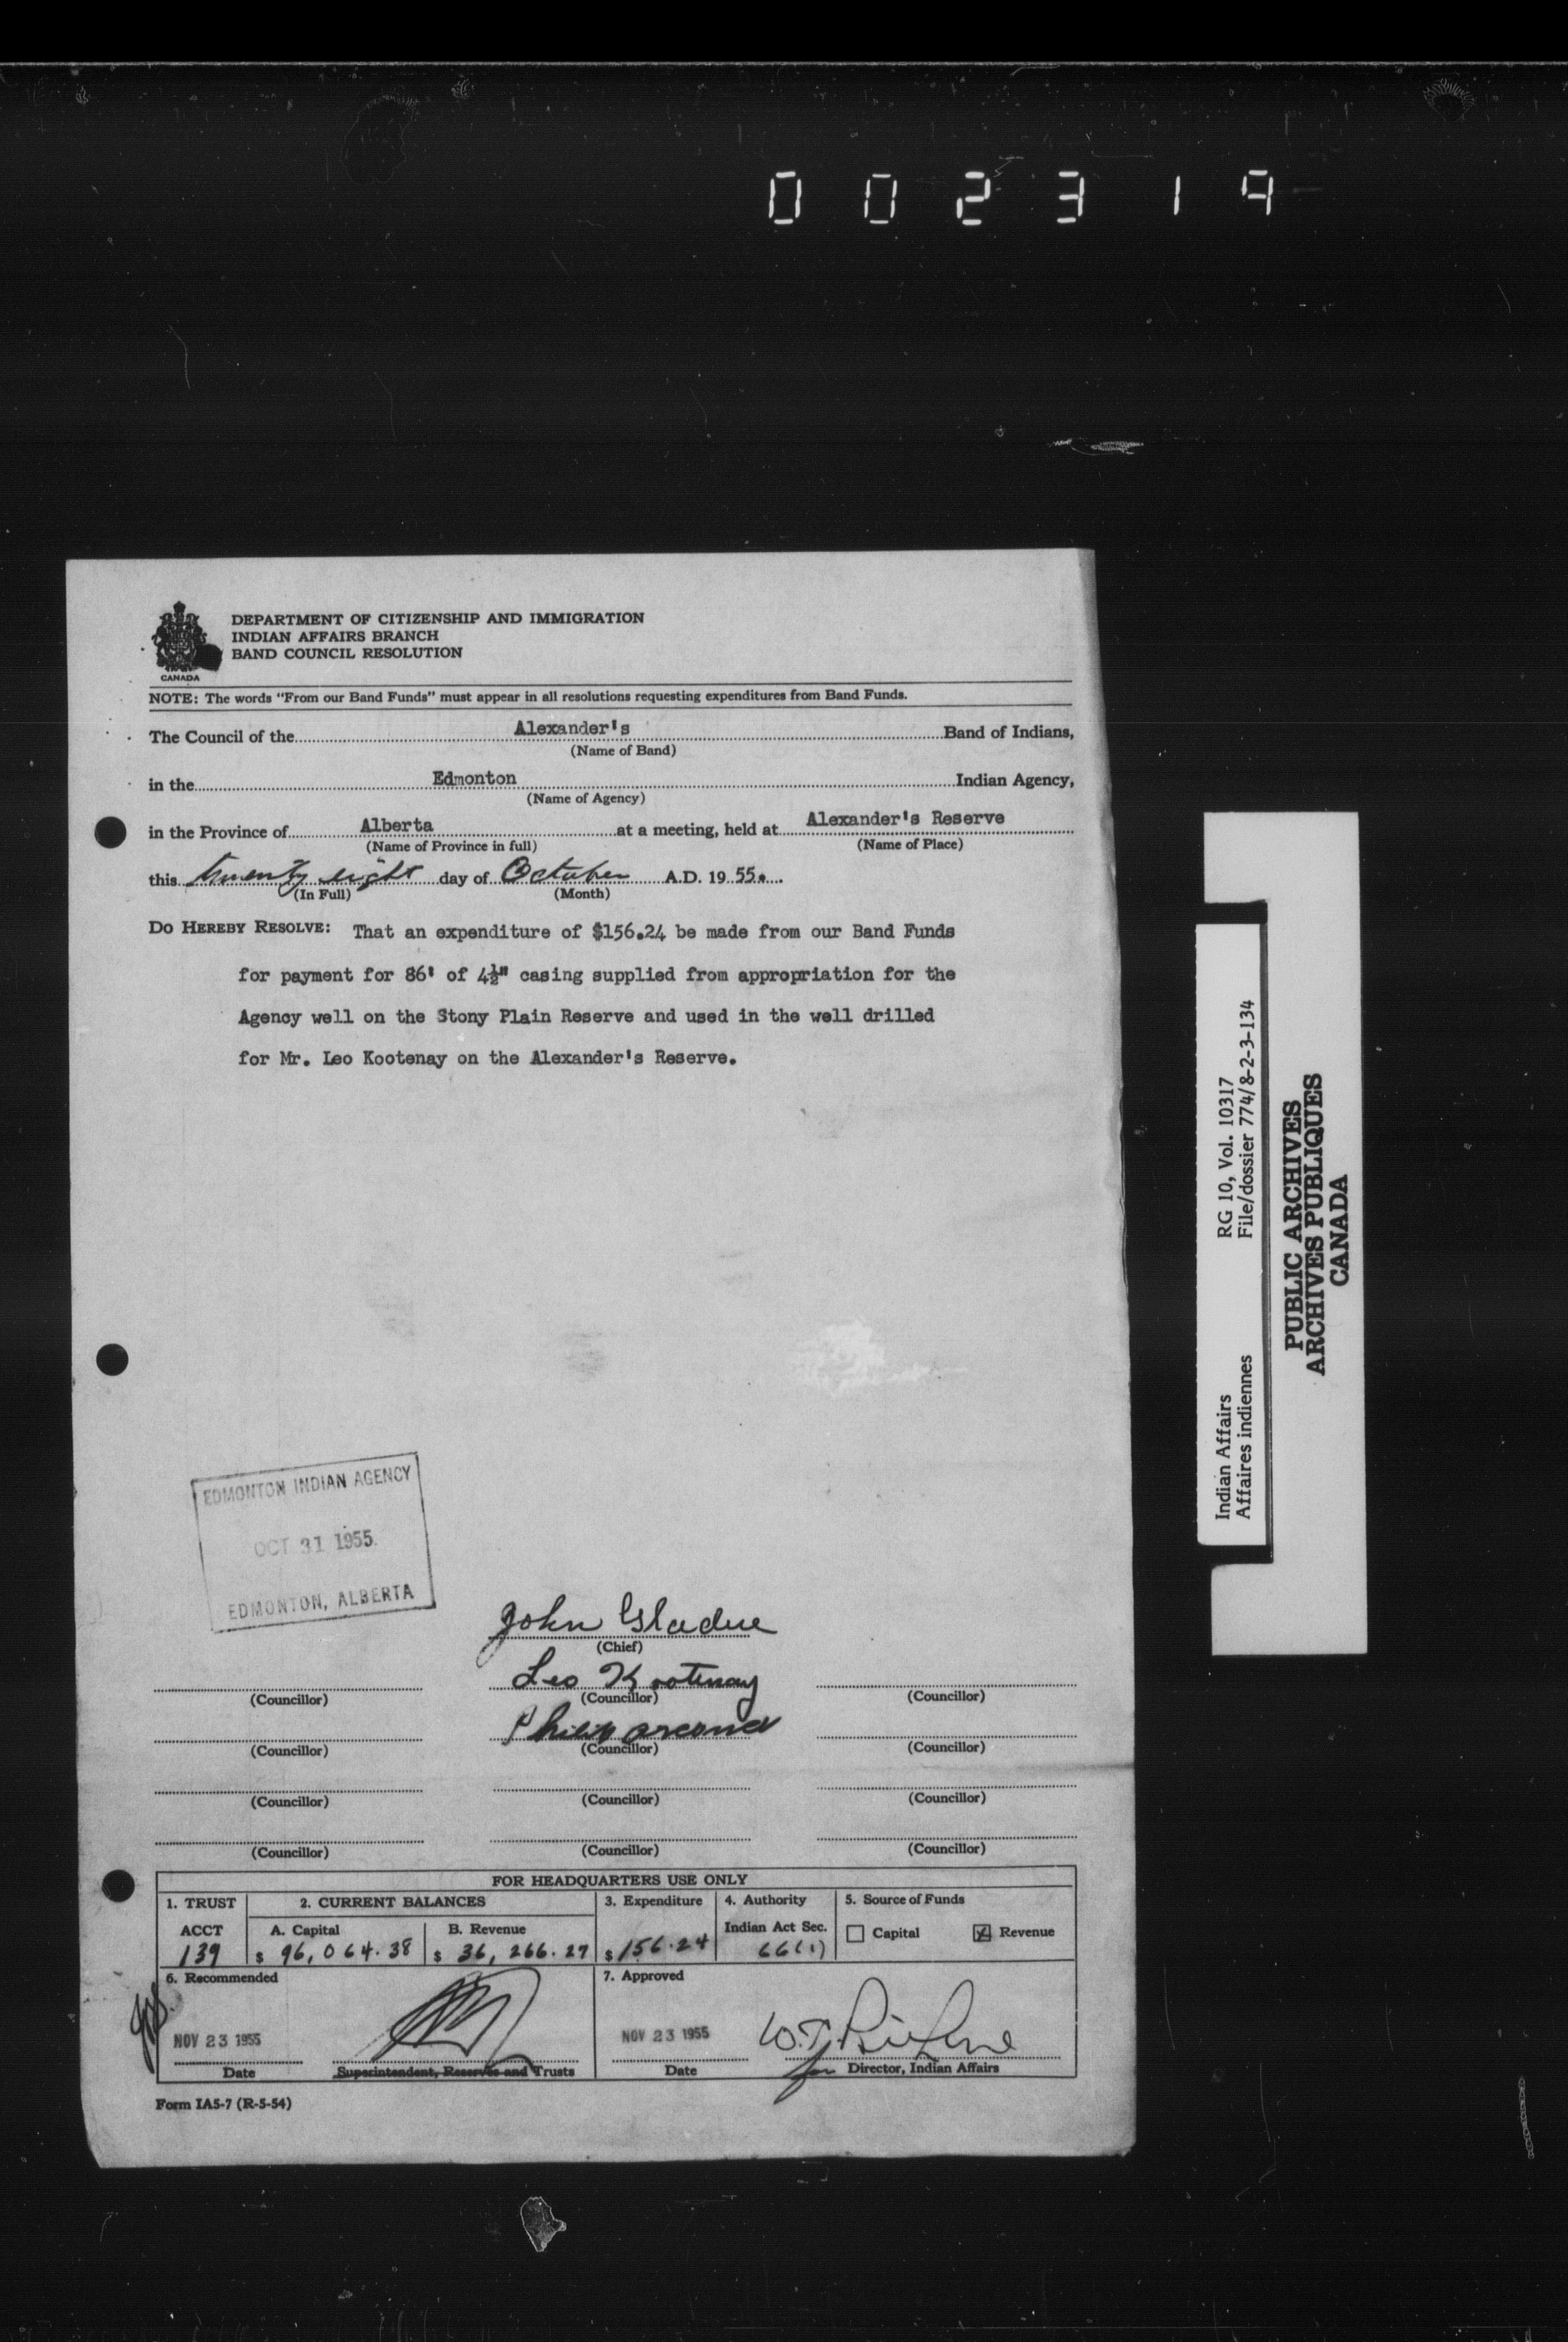 002319
DEPARTMENT OF CITIZENSHIP AND IMMIGRATION
INDIAN AFFAIRS BRANCH
BAND COUNCIL RESOLUTION
CANADA
NOTE: The words "From our Band Funds" must appear in all resolutions requesting expenditures from Band Funds.
The Council of the Alexander's Band of Indians,
(Name of Band)
in the Edmonton Indian Agency,
(Name of Agency)
in the Province of Alberta at a meeting, held at Alexander's Reserve
(Name of Province in full) (Name of Place)
this twenty eight day of October A.D. 19 55.
(In Full) (Month)
DO HEREBY RESOLVE: That an expenditure of $156.24 be made from our Band Funds
for payment for 86' of 4½" casing supplied from appropriation for the
Agency well on the Stony Plain Reserve and used in the well drilled
for Mr. Leo Kootenay on the Alexander's Reserve.
EDMONTON INDIAN AGENCY
OCT 31 1955
EDMONTON, ALBERTA
John Gladue
(Chief)
Leo Kootenay
(Councillor) (Councillor) (Councillor)
Philip
(Councillor) (Councillor) (Councillor)
(Councillor) (Councillor) (Councillor)
(Councillor) (Councillor) (Councillor)
FOR HEADQUARTERS USE ONLY
1. TRUST 2. CURRENT BALANCES 3. Expenditure 4. Authority 5. Source of Funds
ACCT A. Capital B. Revenue Indian Act Sec. Capital Revenue
139 $ 96,064.38 $ 36,266.27 $ 156.24 66(1)
6. Recommended 7. Approved
NOV 23 1955 NOV 23 1955 W.T.
Date Superintendent, Reserves and Trusts Date for Director, Indian Affairs
Form IA5-7 (R-5-54)
Indian Affairs RG 10, Vol. 10317
Affaires indiennes File/dossier 774/8-2-3-134
PUBLIC ARCHIVES
ARCHIVES PUBLIQUES
CANADA